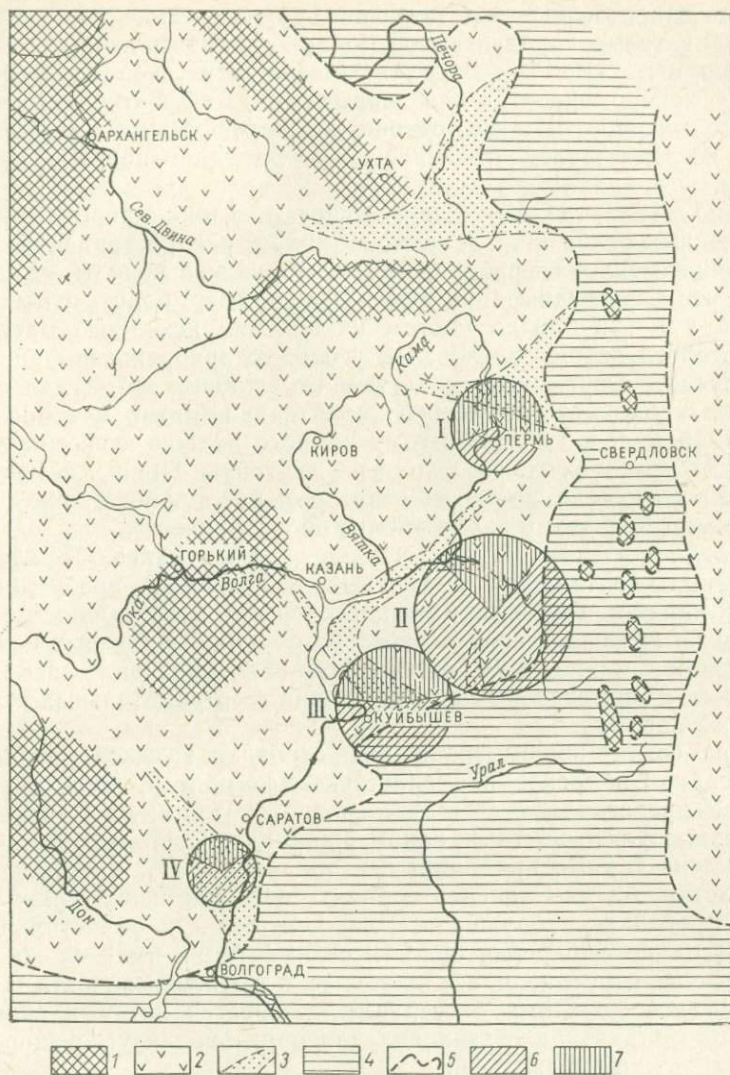 Печора
АРХАНГЕЛЬСК
УХТА
Сев. Двина
Кама
I
ПЕРМЬ
КИРОВ
СВЕРДЛОВСК
Вятка
ГОРЬКИЙ
КАЗАНЬ
Волга
Ока
II
III
КУЙБЫШЕВ
Урал
САРАТОВ
IV
Дон
ВОЛГОГРАД
1 2 3 4 5 6 7